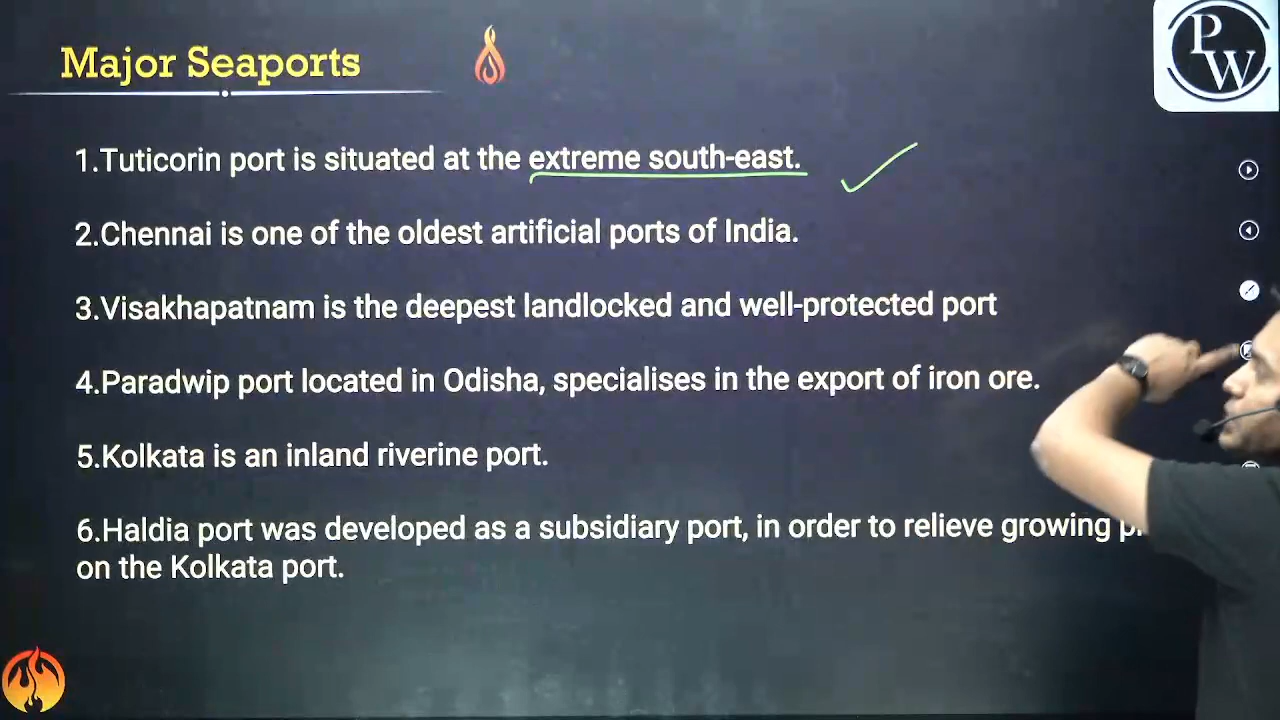 Major Seaports
PW
1.Tuticorin port is situated at the extreme south-east.
2.Chennai is one of the oldest artificial ports of India.
3.Visakhapatnam is the deepest landlocked and well-protected port
4.Paradwip port located in Odisha, specialises in the export of iron ore.
5.Kolkata is an inland riverine port.
6.Haldia port was developed as a subsidiary port, in order to relieve growing
on the Kolkata port.